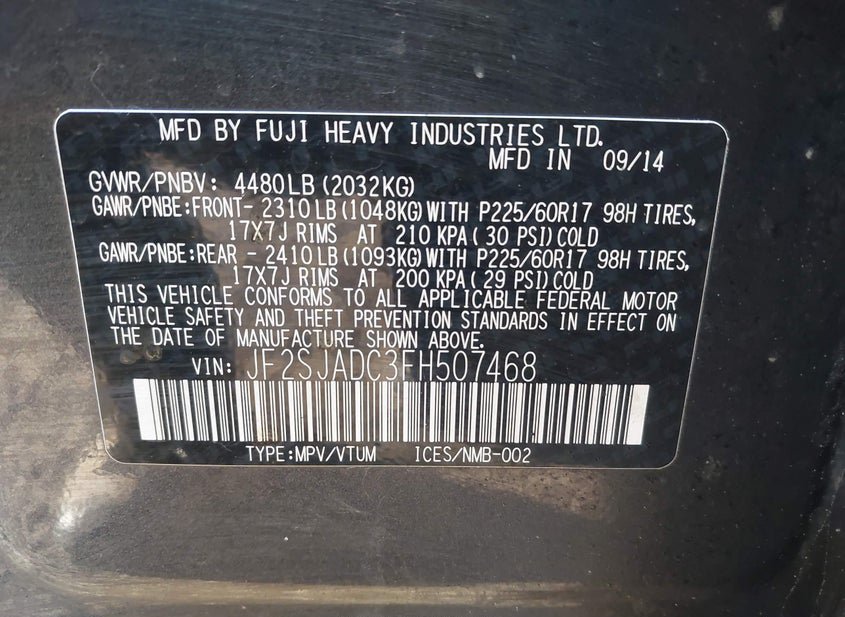 MFD BY FUJI HEAVY INDUSTRIES LTD.
MFD IN 09/14
GVWR/PNBV: 4480LB (2032KG)
GAWR/PNBE:FRONT- 2310LB (1048KG) WITH P225/60R17 98H TIRES,
17X7J RIMS AT 210 KPA( 30 PSI)COLD
GAWR/PNBE:REAR - 2410LB (1093KG) WITH P225/60R17 98H TIRES,
17X7J RIMS AT 200 KPA( 29 PSI)COLD
THIS VEHICLE CONFORMS TO ALL APPLICABLE FEDERAL MOTOR
VEHICLE SAFETY AND THEFT PREVENTION STANDARDS IN EFFECT ON
THE DATE OF MANUFACTURE SHOWN ABOVE.
VIN: JF2SJADC3FH507468
TYPE:MPV/VTUM ICES/NMB-002